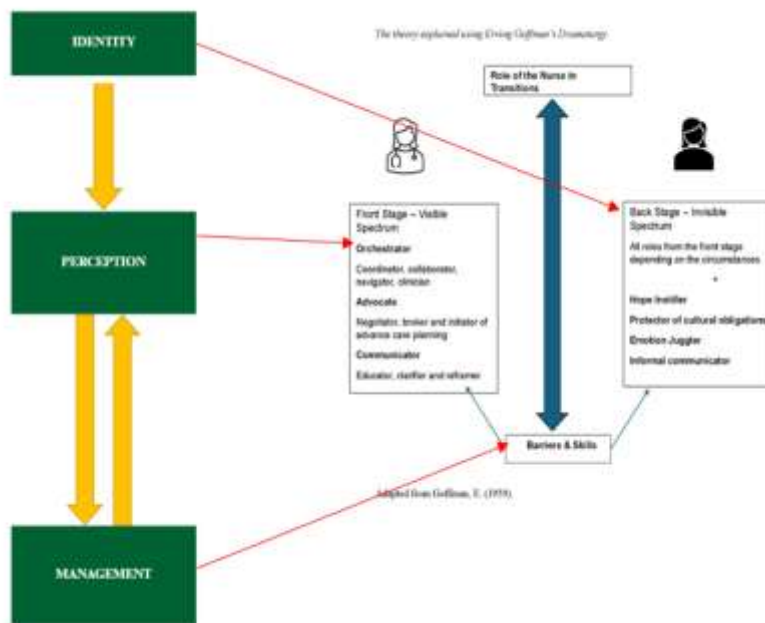 IDENTITY
The theory explained using Erving Goffman's Dramaturgy
Role of the Nurse in
Transitions
PERCEPTION
Front Stage – Visible
Spectrum
Orchestrator
Coordinator, collaborator,
navigator, clinician
Advocate
Negotiator, broker and initiator of
advance care planning
Communicator
Educator, clarifier and reframer
Back Stage – Invisible
Spectrum
All roles from the front stage
depending on the circumstances
+
Hope Instiller
Protector of cultural obligations
Emotion Juggler
Informal communicator
Barriers & Skills
Adapted from Goffman, E. (1959).
MANAGEMENT